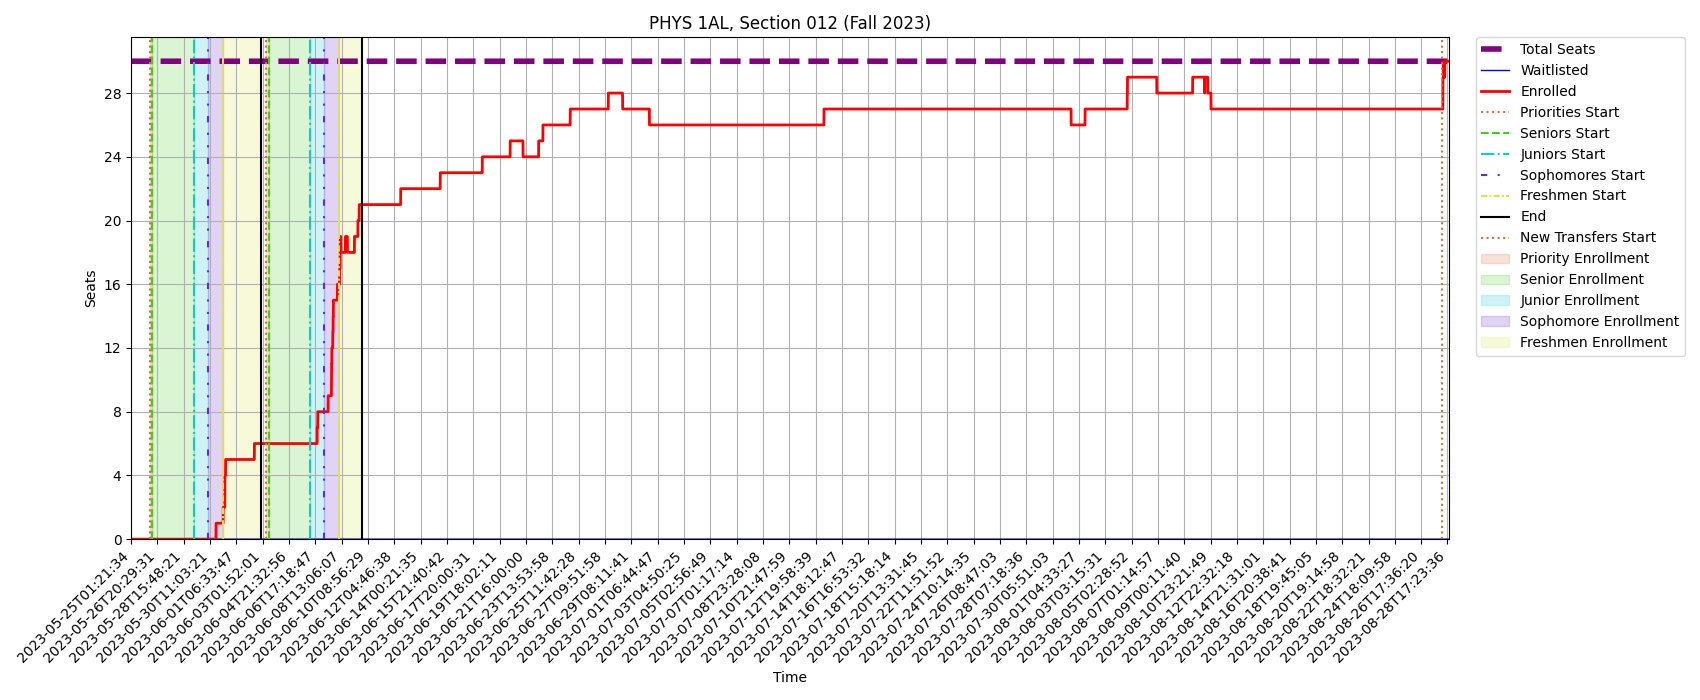 PHYS 1AL, Section 012 (Fall 2023)
Seats
28
24
20
16
12
8
4
0
2023-05-25T01:21:34
2023-05-26T20:29:31
2023-05-28T15:48:21
2023-05-30T11:03:21
2023-06-01T06:33:47
2023-06-03T01:52:01
2023-06-04T21:32:56
2023-06-06T17:18:47
2023-06-08T13:06:07
2023-06-10T08:56:29
2023-06-12T04:46:38
2023-06-14T00:21:35
2023-06-15T21:40:42
2023-06-17T20:00:31
2023-06-19T18:02:11
2023-06-21T16:00:00
2023-06-23T13:53:58
2023-06-25T11:42:28
2023-06-27T09:51:58
2023-06-29T08:11:41
2023-07-01T06:44:47
2023-07-03T04:50:25
2023-07-05T02:56:49
2023-07-07T01:17:14
2023-07-08T23:28:08
2023-07-10T21:47:59
2023-07-12T19:58:39
2023-07-14T18:12:47
2023-07-16T16:53:32
2023-07-18T15:18:14
2023-07-20T13:31:45
2023-07-22T11:51:52
2023-07-24T10:14:35
2023-07-26T08:47:03
2023-07-28T07:18:36
2023-07-30T05:51:03
2023-08-01T04:33:27
2023-08-03T03:15:31
2023-08-05T02:28:52
2023-08-07T01:14:57
2023-08-09T00:11:40
2023-08-10T23:21:49
2023-08-12T22:32:18
2023-08-14T21:31:01
2023-08-16T20:38:41
2023-08-18T19:45:05
2023-08-20T19:14:58
2023-08-22T18:32:21
2023-08-24T18:09:58
2023-08-26T17:36:20
2023-08-28T17:23:36
Time
Total Seats
Waitlisted
Enrolled
Priorities Start
Seniors Start
Juniors Start
Sophomores Start
Freshmen Start
End
New Transfers Start
Priority Enrollment
Senior Enrollment
Junior Enrollment
Sophomore Enrollment
Freshmen Enrollment